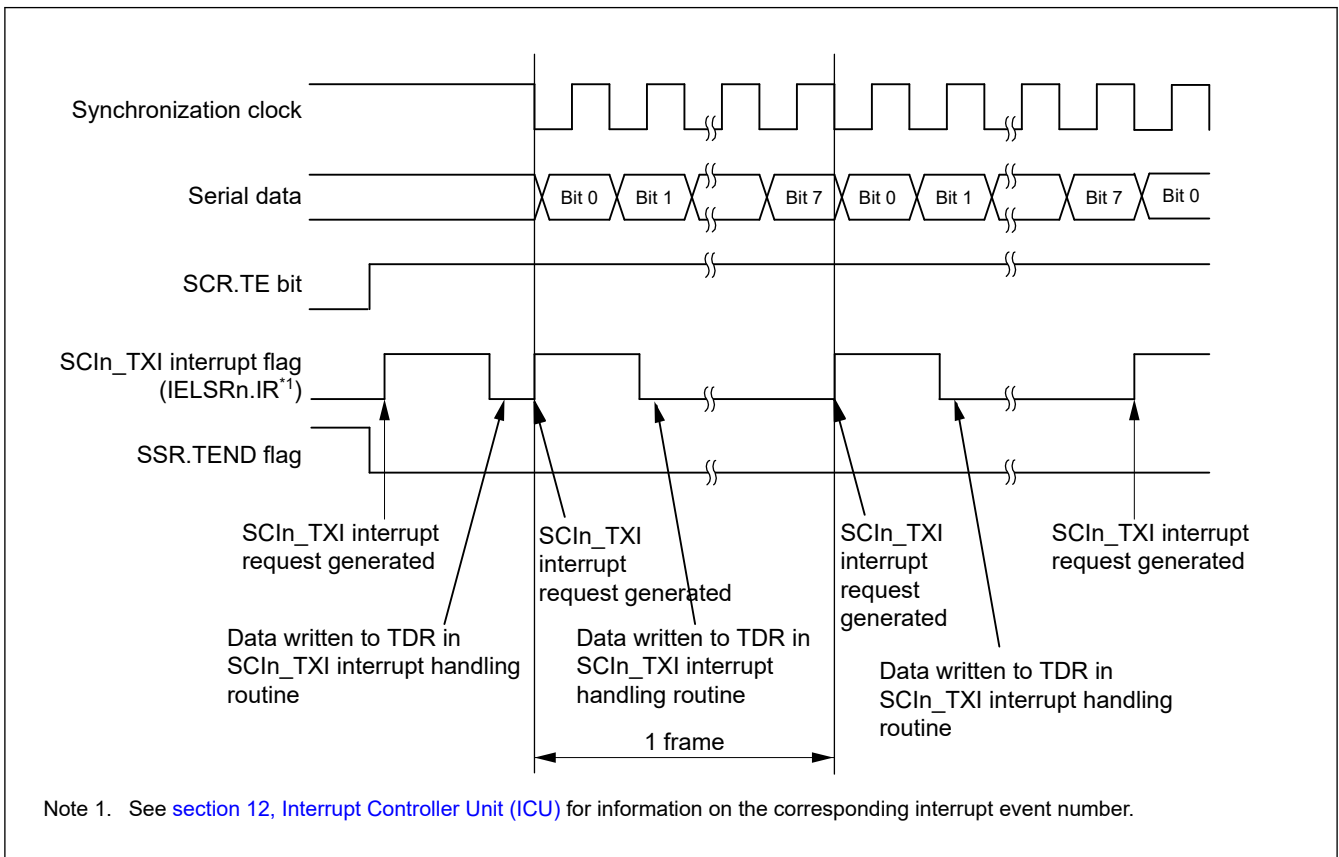 Synchronization clock
Serial data
Bit 0 Bit 1 Bit 7 Bit 0 Bit 1 Bit 7 Bit 0
SCR.TE bit
SCIn_TXI interrupt flag
(IELSRn.IR*1)
SSR.TEND flag
SCIn_TXI interrupt
request generated
SCIn_TXI
interrupt
request generated
SCIn_TXI
interrupt
request
generated
SCIn_TXI interrupt
request generated
Data written to TDR in
SCIn_TXI interrupt handling
routine
Data written to TDR in
SCIn_TXI interrupt
handling routine
Data written to TDR in
SCIn_TXI interrupt handling
routine
1 frame
Note 1. See section 12, Interrupt Controller Unit (ICU) for information on the corresponding interrupt event number.